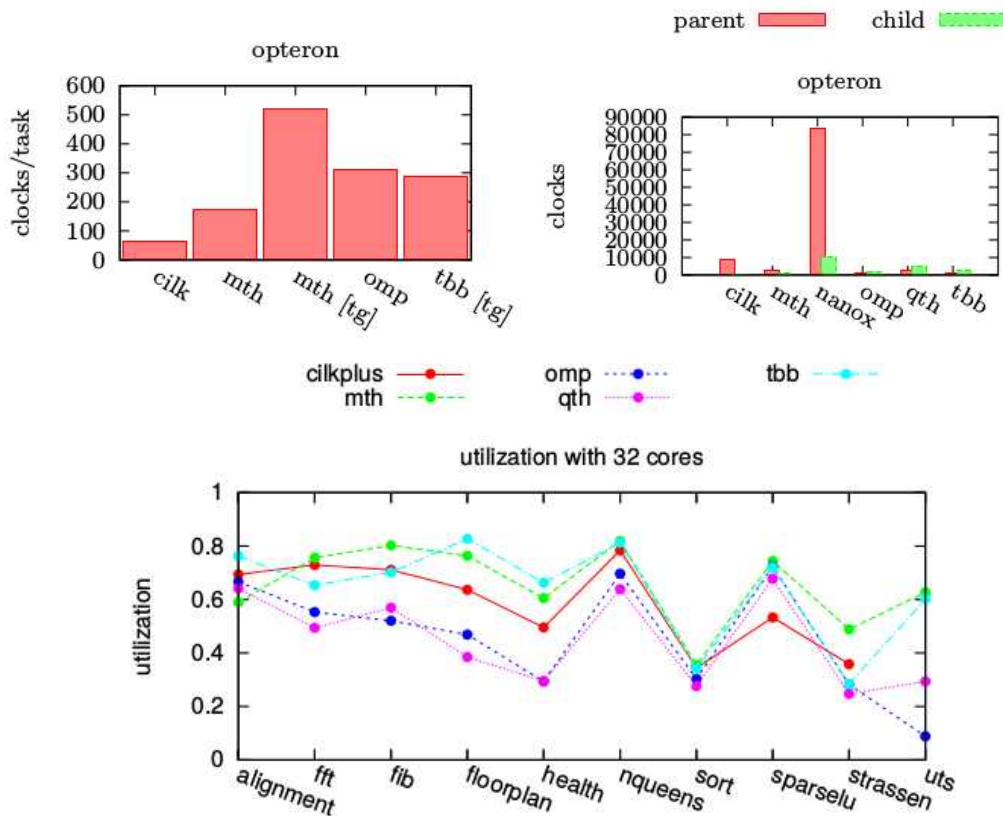 parent child
opteron
600
500
400
300
200
100
0
clocks/task
cilk mth mth [tg] omp tbb [tg]
opteron
90000
80000
70000
60000
50000
40000
30000
20000
10000
0
clocks
cilk mth nanox omp qth tbb
cilkplus omp tbb
mth qth
utilization with 32 cores
1
0.8
0.6
0.4
0.2
0
utilization
alignment fft fib floorplan health nqueens sort sparselu strassen uts